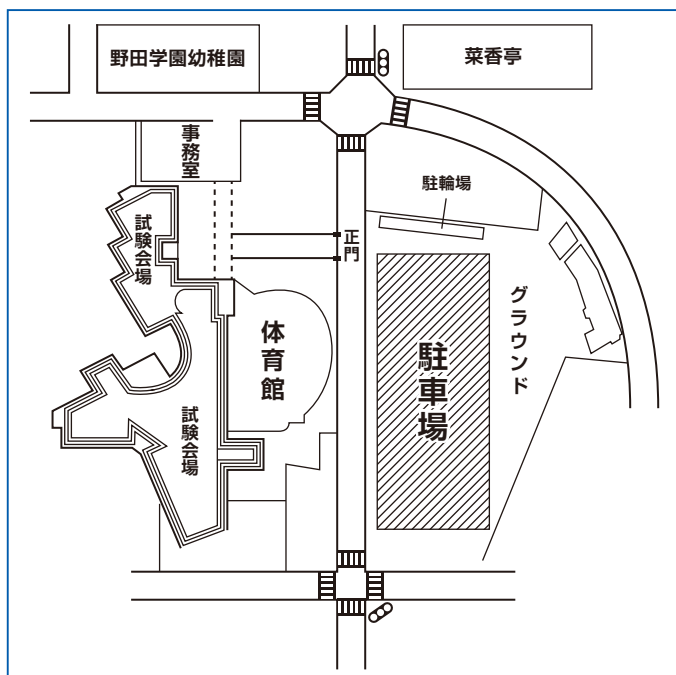 野田学園幼稚園
菜香亭
事務室
駐輪場
試験会場
正門
グラウンド
体育館
駐車場
試験会場